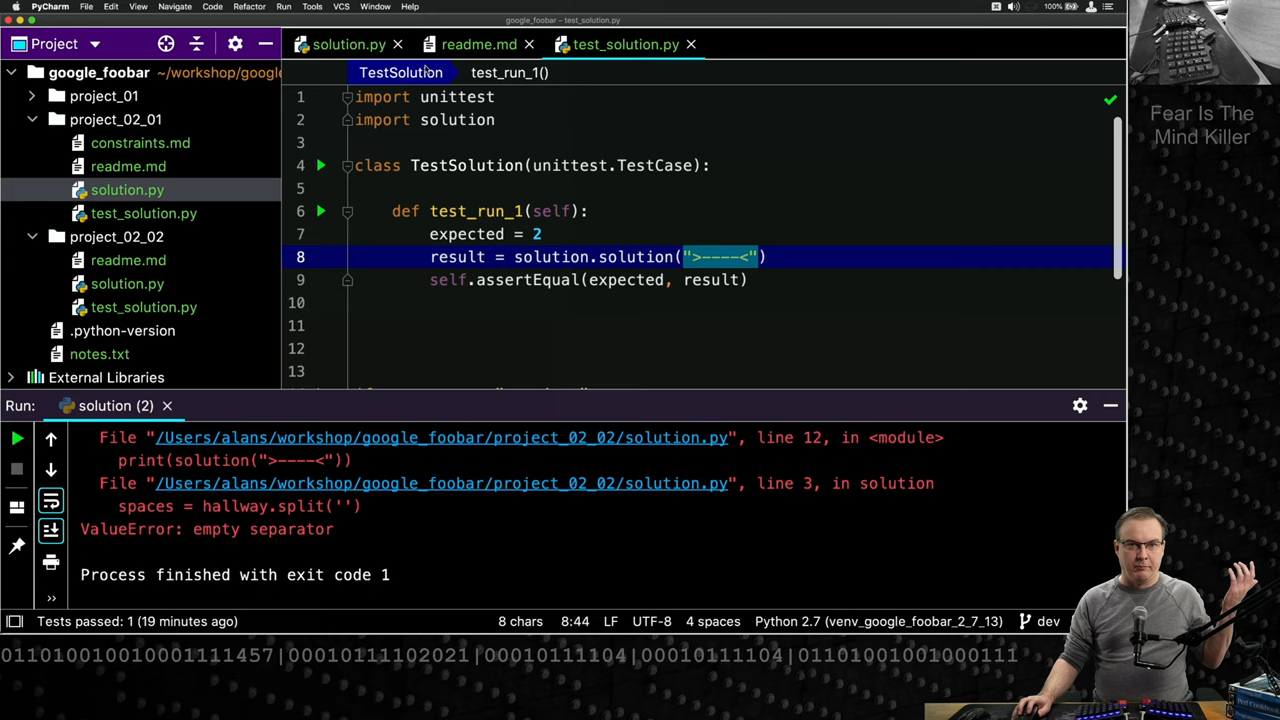 PyCharm File Edit View Navigate Code Refactor Run Tools VCS Window Help 100%
google_foobar – test_solution.py
Project
solution.py
readme.md
test_solution.py
google_foobar ~/workshop/google
TestSolution test_run_1()
project_01
project_02_01
constraints.md
readme.md
solution.py
test_solution.py
project_02_02
readme.md
solution.py
test_solution.py
.python-version
notes.txt
External Libraries
1 import unittest
2 import solution
3
4 class TestSolution(unittest.TestCase):
5
6 def test_run_1(self):
7 expected = 2
8 result = solution.solution(">----<")
9 self.assertEqual(expected, result)
10
11
12
13
Fear Is The
Mind Killer
Run: solution (2)
File "/Users/alans/workshop/google_foobar/project_02_02/solution.py", line 12, in <module>
print(solution(">----<"))
File "/Users/alans/workshop/google_foobar/project_02_02/solution.py", line 3, in solution
spaces = hallway.split('')
ValueError: empty separator
Process finished with exit code 1
Tests passed: 1 (19 minutes ago) 8 chars 8:44 LF UTF-8 4 spaces Python 2.7 (venv_google_foobar_2_7_13) dev
011010010010001111457|000101110102021|00010111104|00010111104|011010010010001​11